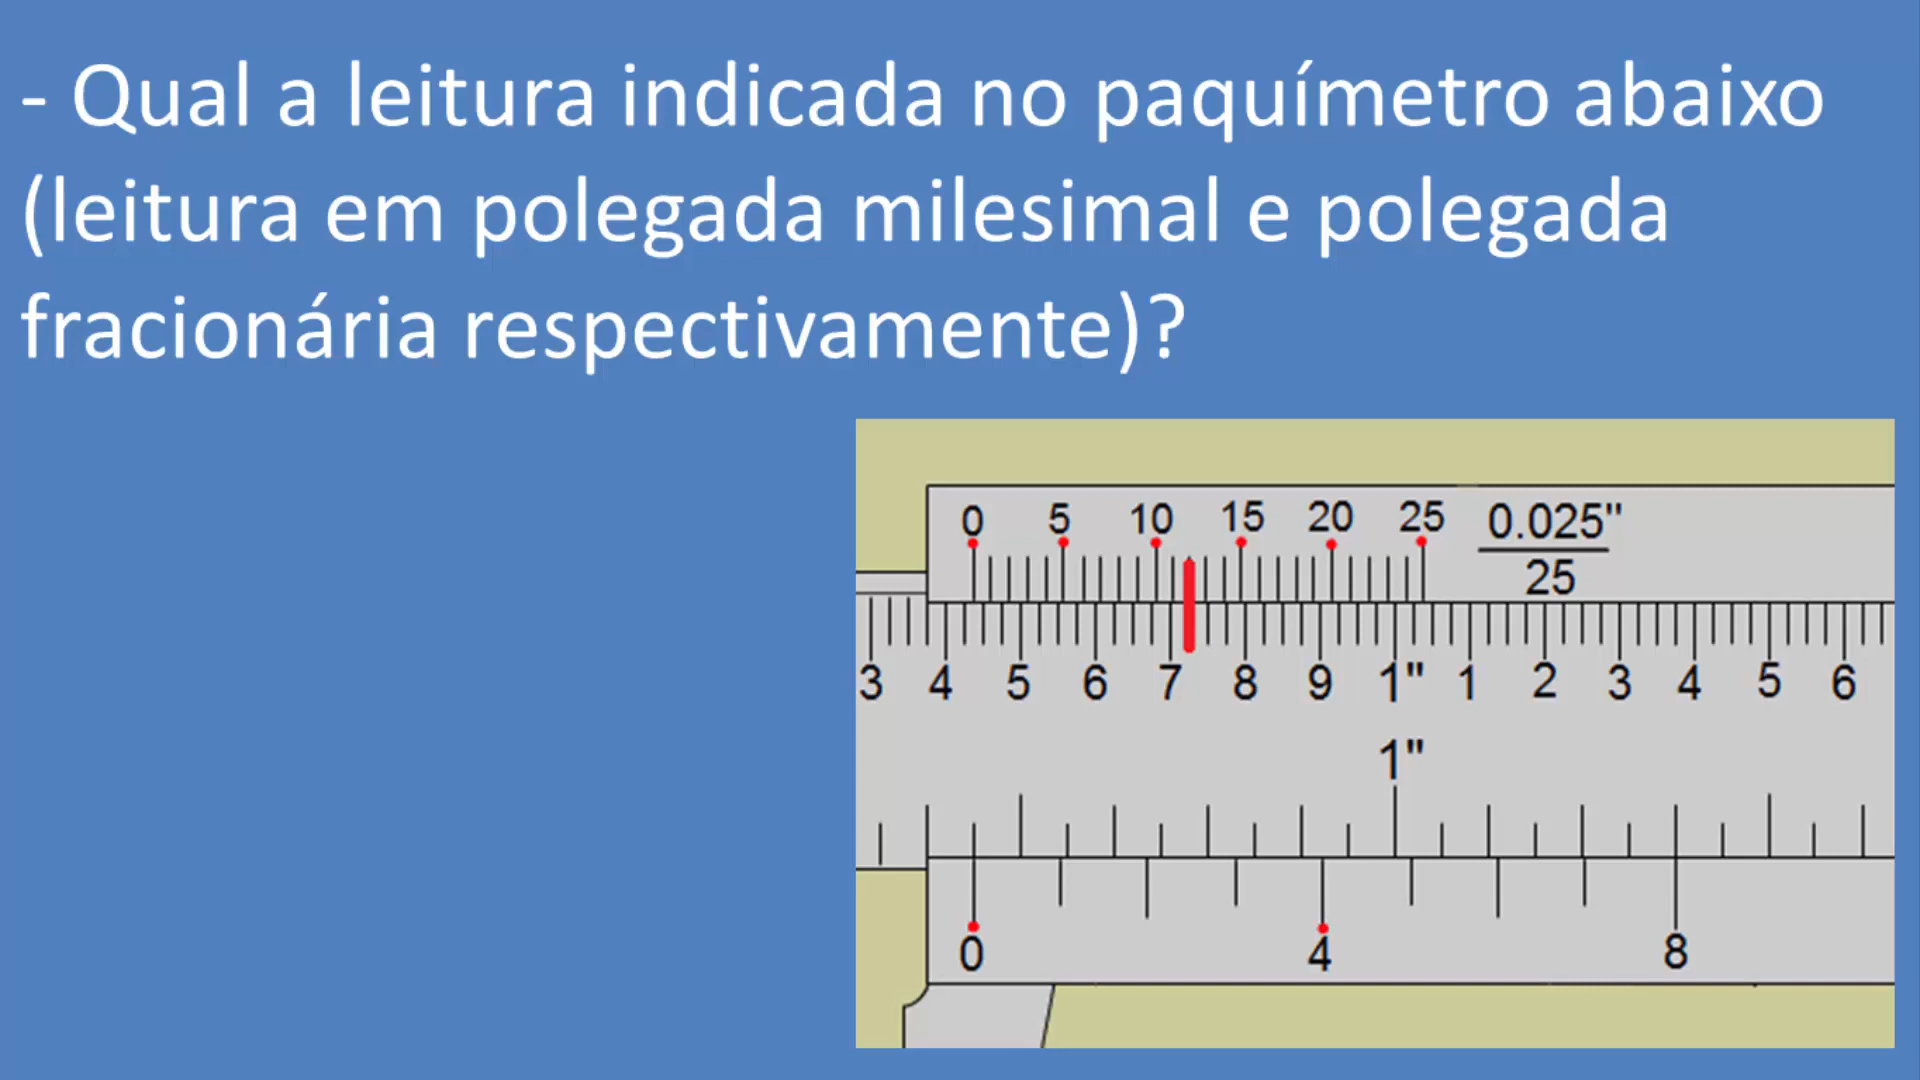 - Qual a leitura indicada no paquímetro abaixo
(leitura em polegada milesimal e polegada
fracionária respectivamente)?
0 5 10 15 20 25 0.025"
25
3 4 5 6 7 8 9 1" 1 2 3 4 5 6
1"
0 4 8